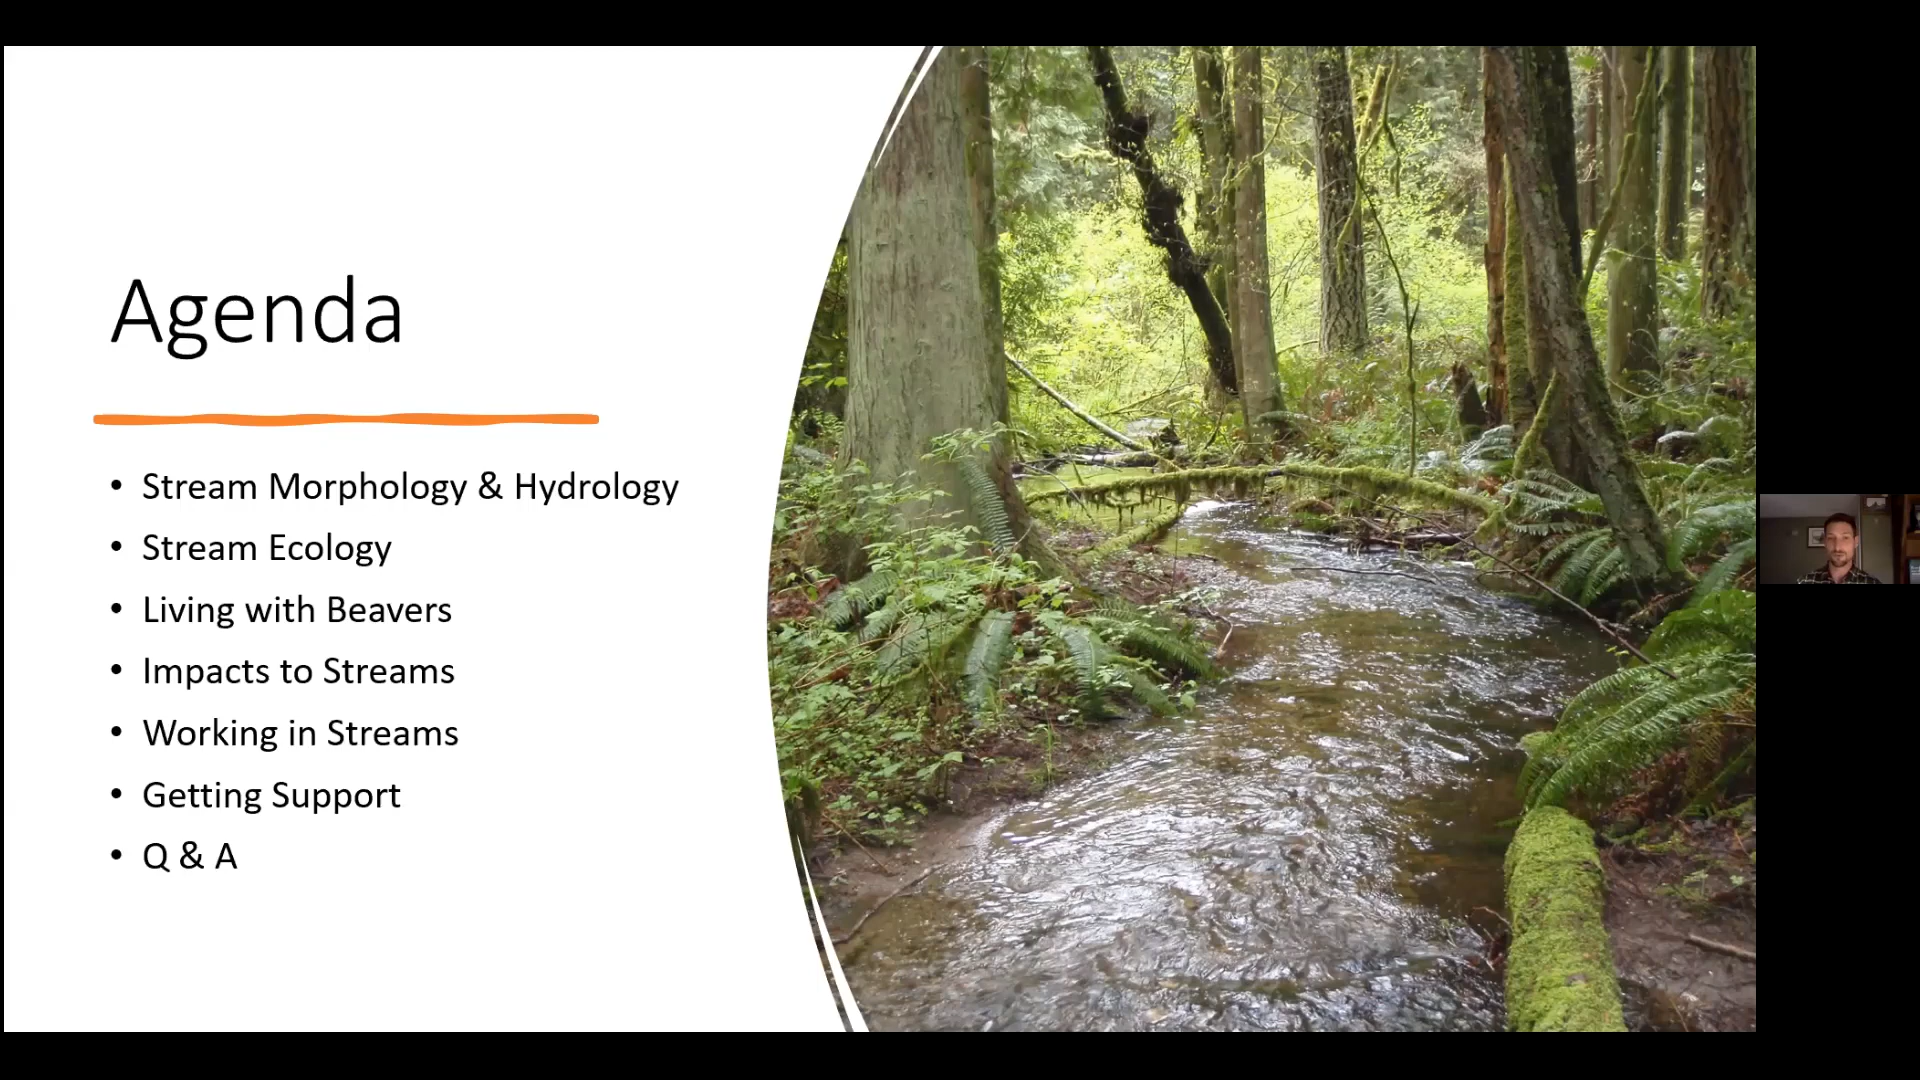 Agenda
• Stream Morphology & Hydrology
• Stream Ecology
• Living with Beavers
• Impacts to Streams
• Working in Streams
• Getting Support
• Q & A